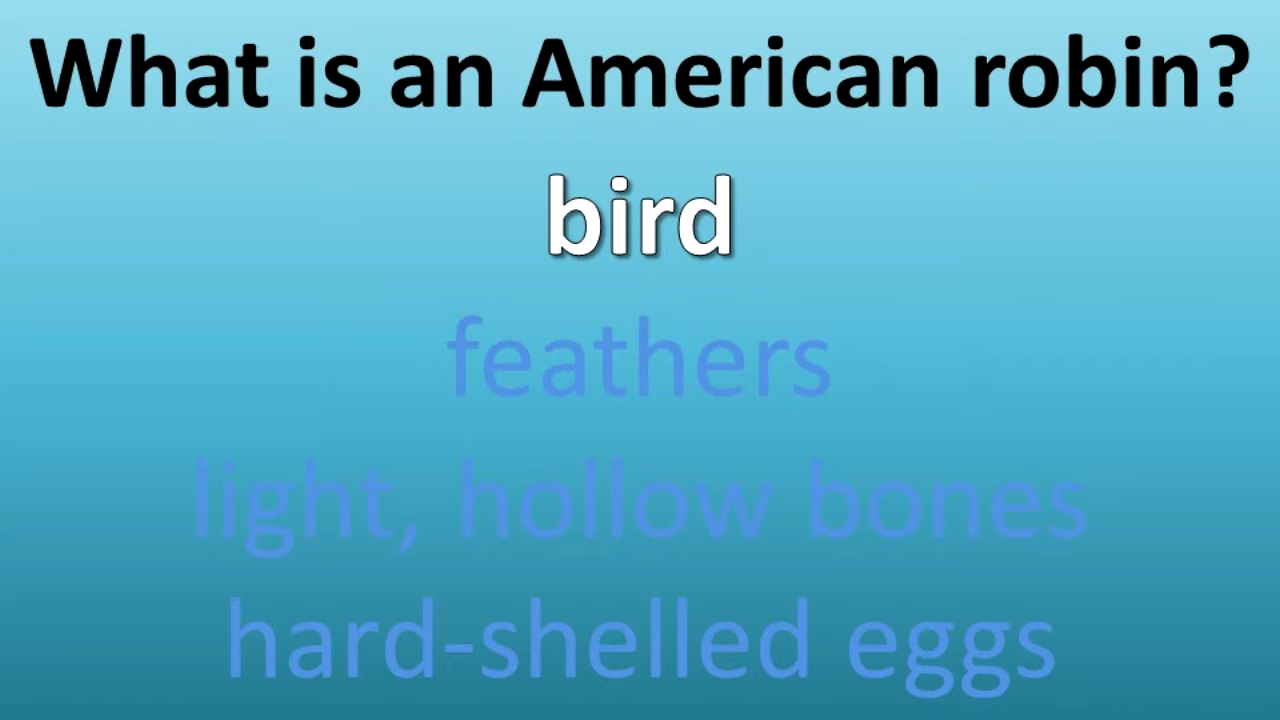 What is an American robin?
bird
feathers
light, hollow bones
hard-shelled eggs